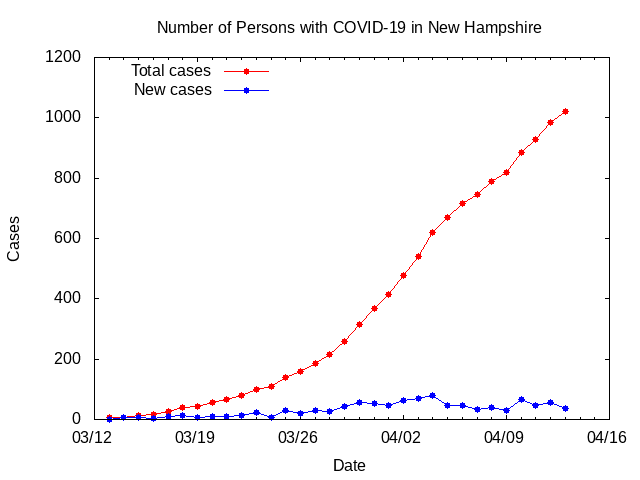 Number of Persons with COVID-19 in New Hampshire
1200
Total cases
New cases
1000
800
600
400
200
0
Cases
03/12 03/19 03/26 04/02 04/09 04/16
Date